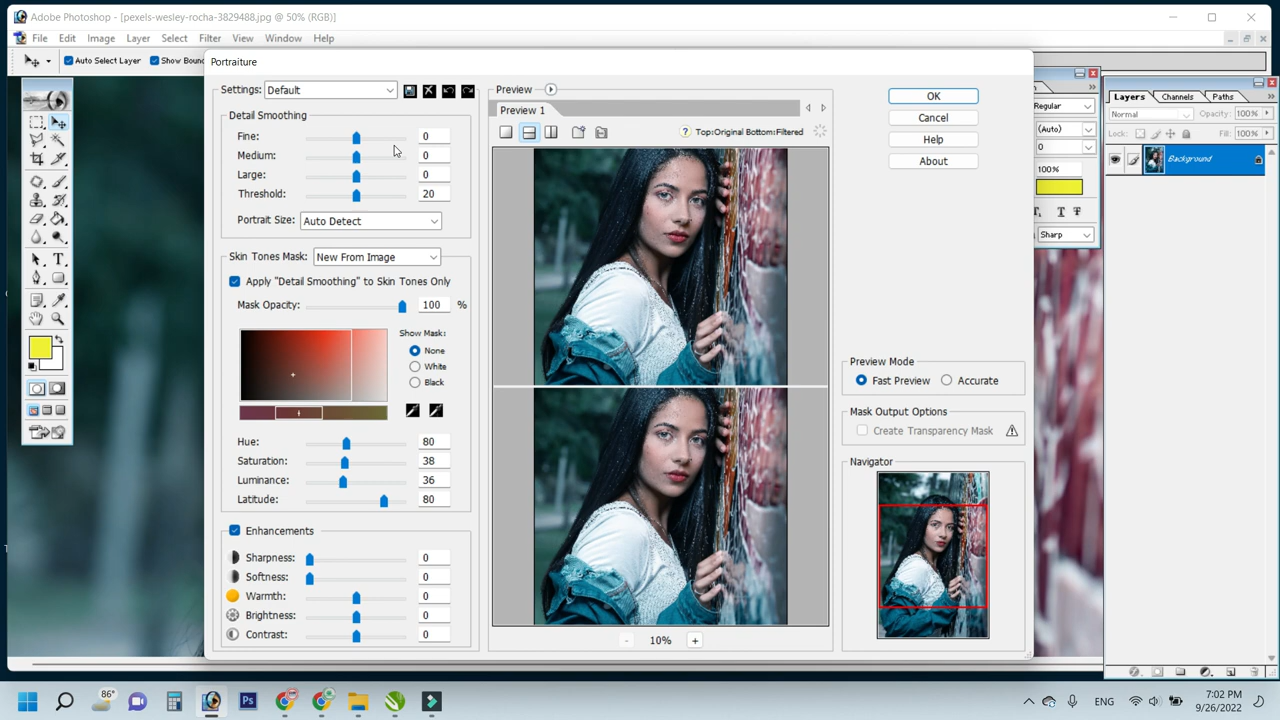 Adobe Photoshop - [pexels-wesley-rocha-3829488.jpg @ 50% (RGB)]
File Edit Image Layer Select Filter View Window Help
Auto Select Layer
Portraiture
Settings: Default
Detail Smoothing
Fine: 0
Medium: 0
Large: 0
Threshold: 20
Portrait Size: Auto Detect
Skin Tones Mask: New From Image
Apply "Detail Smoothing" to Skin Tones Only
Mask Opacity: 100 %
Show Mask:
None
White
Black
Hue: 80
Saturation: 38
Luminance: 36
Latitude: 80
Enhancements
Sharpness: 0
Softness: 0
Warmth: 0
Brightness: 0
Contrast: 0
Preview
Preview 1
Top:Original Bottom:Filtered
- 10% +
OK
Cancel
Help
About
Preview Mode
Fast Preview Accurate
Mask Output Options
Create Transparency Mask
Navigator
Regular
(Auto)
0
100%
T T
Sharp
Layers Channels Paths
Normal Opacity: 100%
Lock: Fill: 100%
Background
86°
Ps
ENG
7:02 PM
9/26/2022